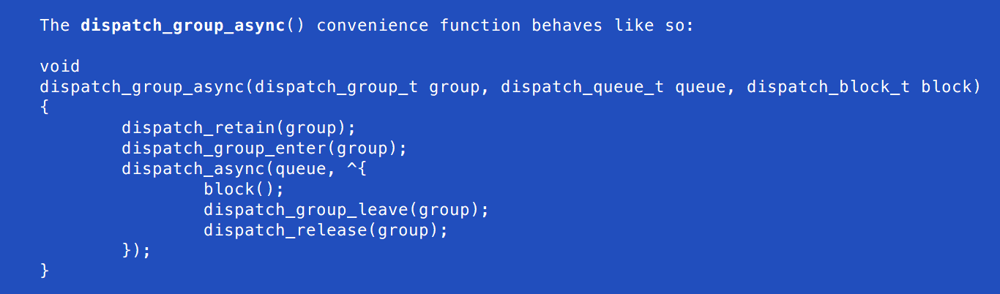 The dispatch_group_async() convenience function behaves like so:
void
dispatch_group_async(dispatch_group_t group, dispatch_queue_t queue, dispatch_block_t block)
{
        dispatch_retain(group);
        dispatch_group_enter(group);
        dispatch_async(queue, ^{
                block();
                dispatch_group_leave(group);
                dispatch_release(group);
        });
}